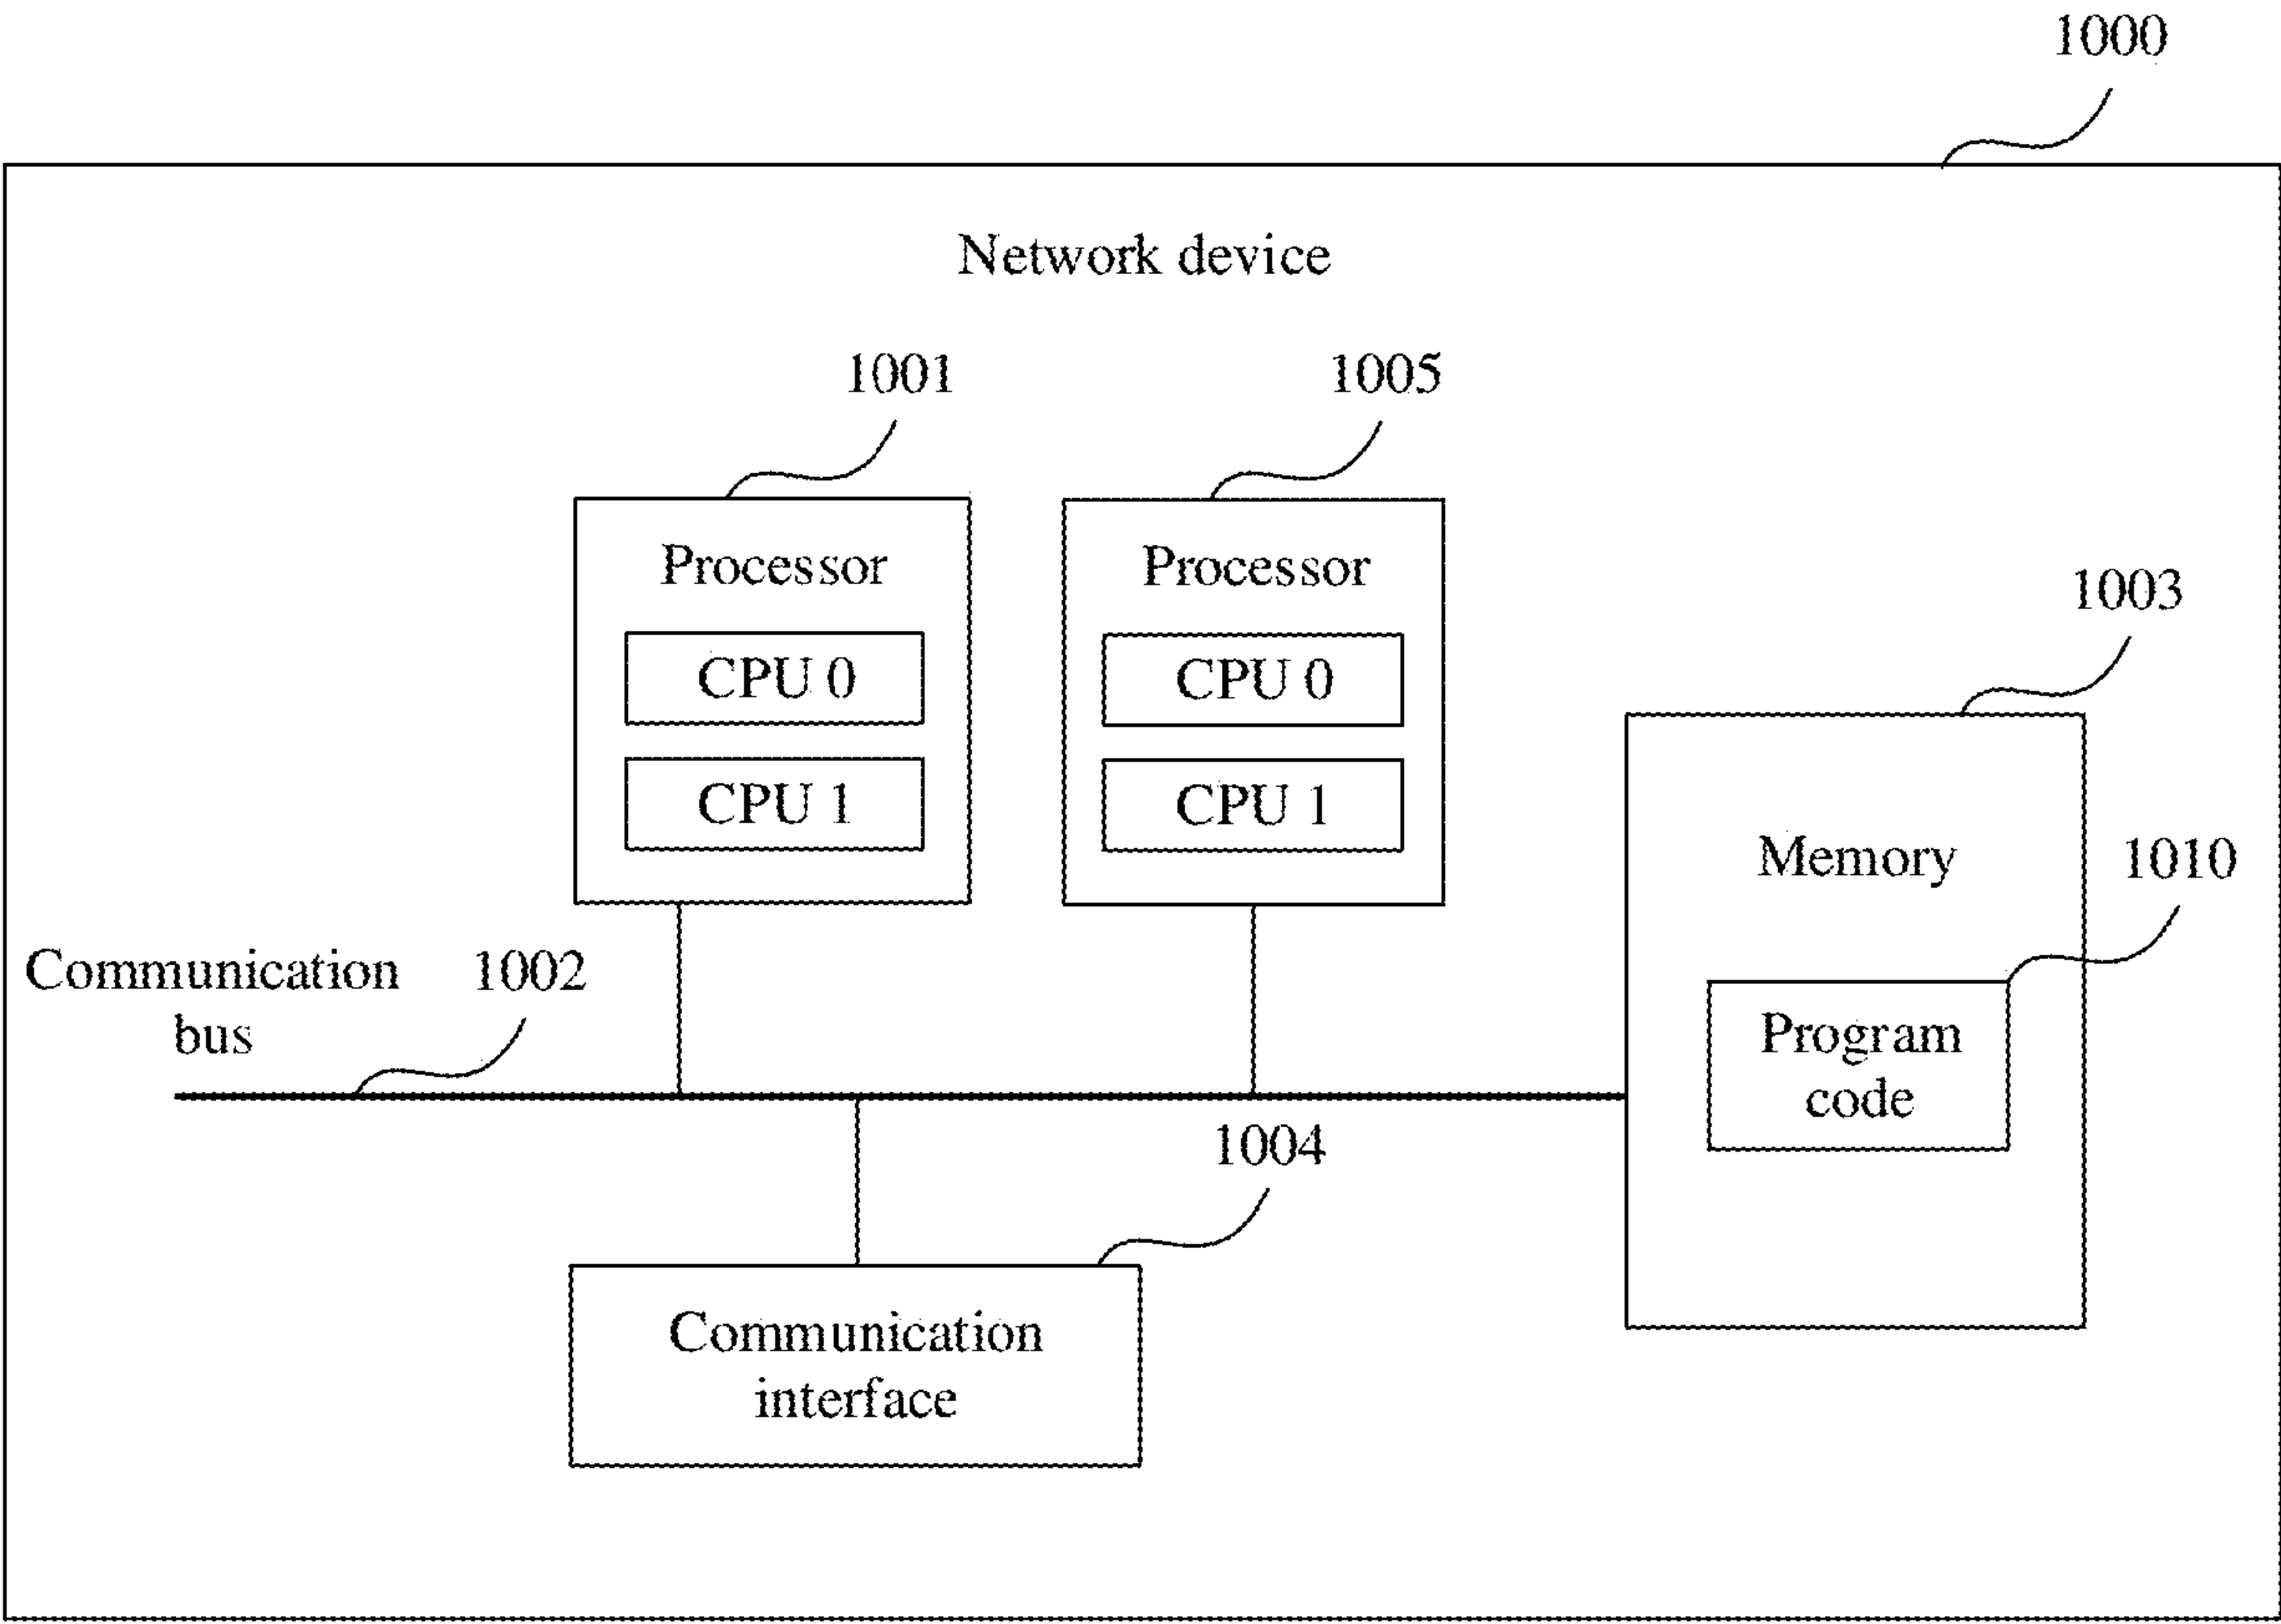 1000
Network device
1001
1005
Processor
Processor
1003
CPU 0
CPU 0
CPU 1
CPU 1
Memory
1010
Communication
bus
1002
Program
code
1004
Communication
interface